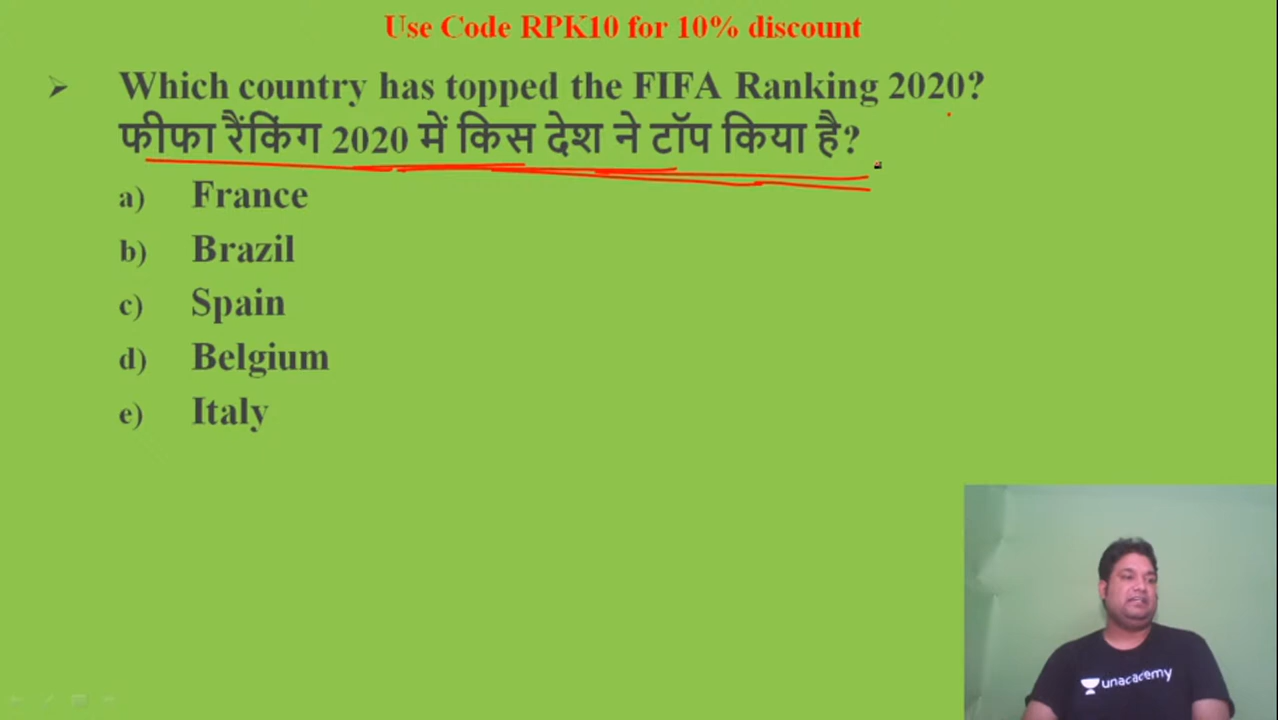 Use Code RPK10 for 10% discount
➢ Which country has topped the FIFA Ranking 2020?
फीफा रैंकिंग 2020 में किस देश ने टॉप किया है?
a) France
b) Brazil
c) Spain
d) Belgium
e) Italy
unacademy